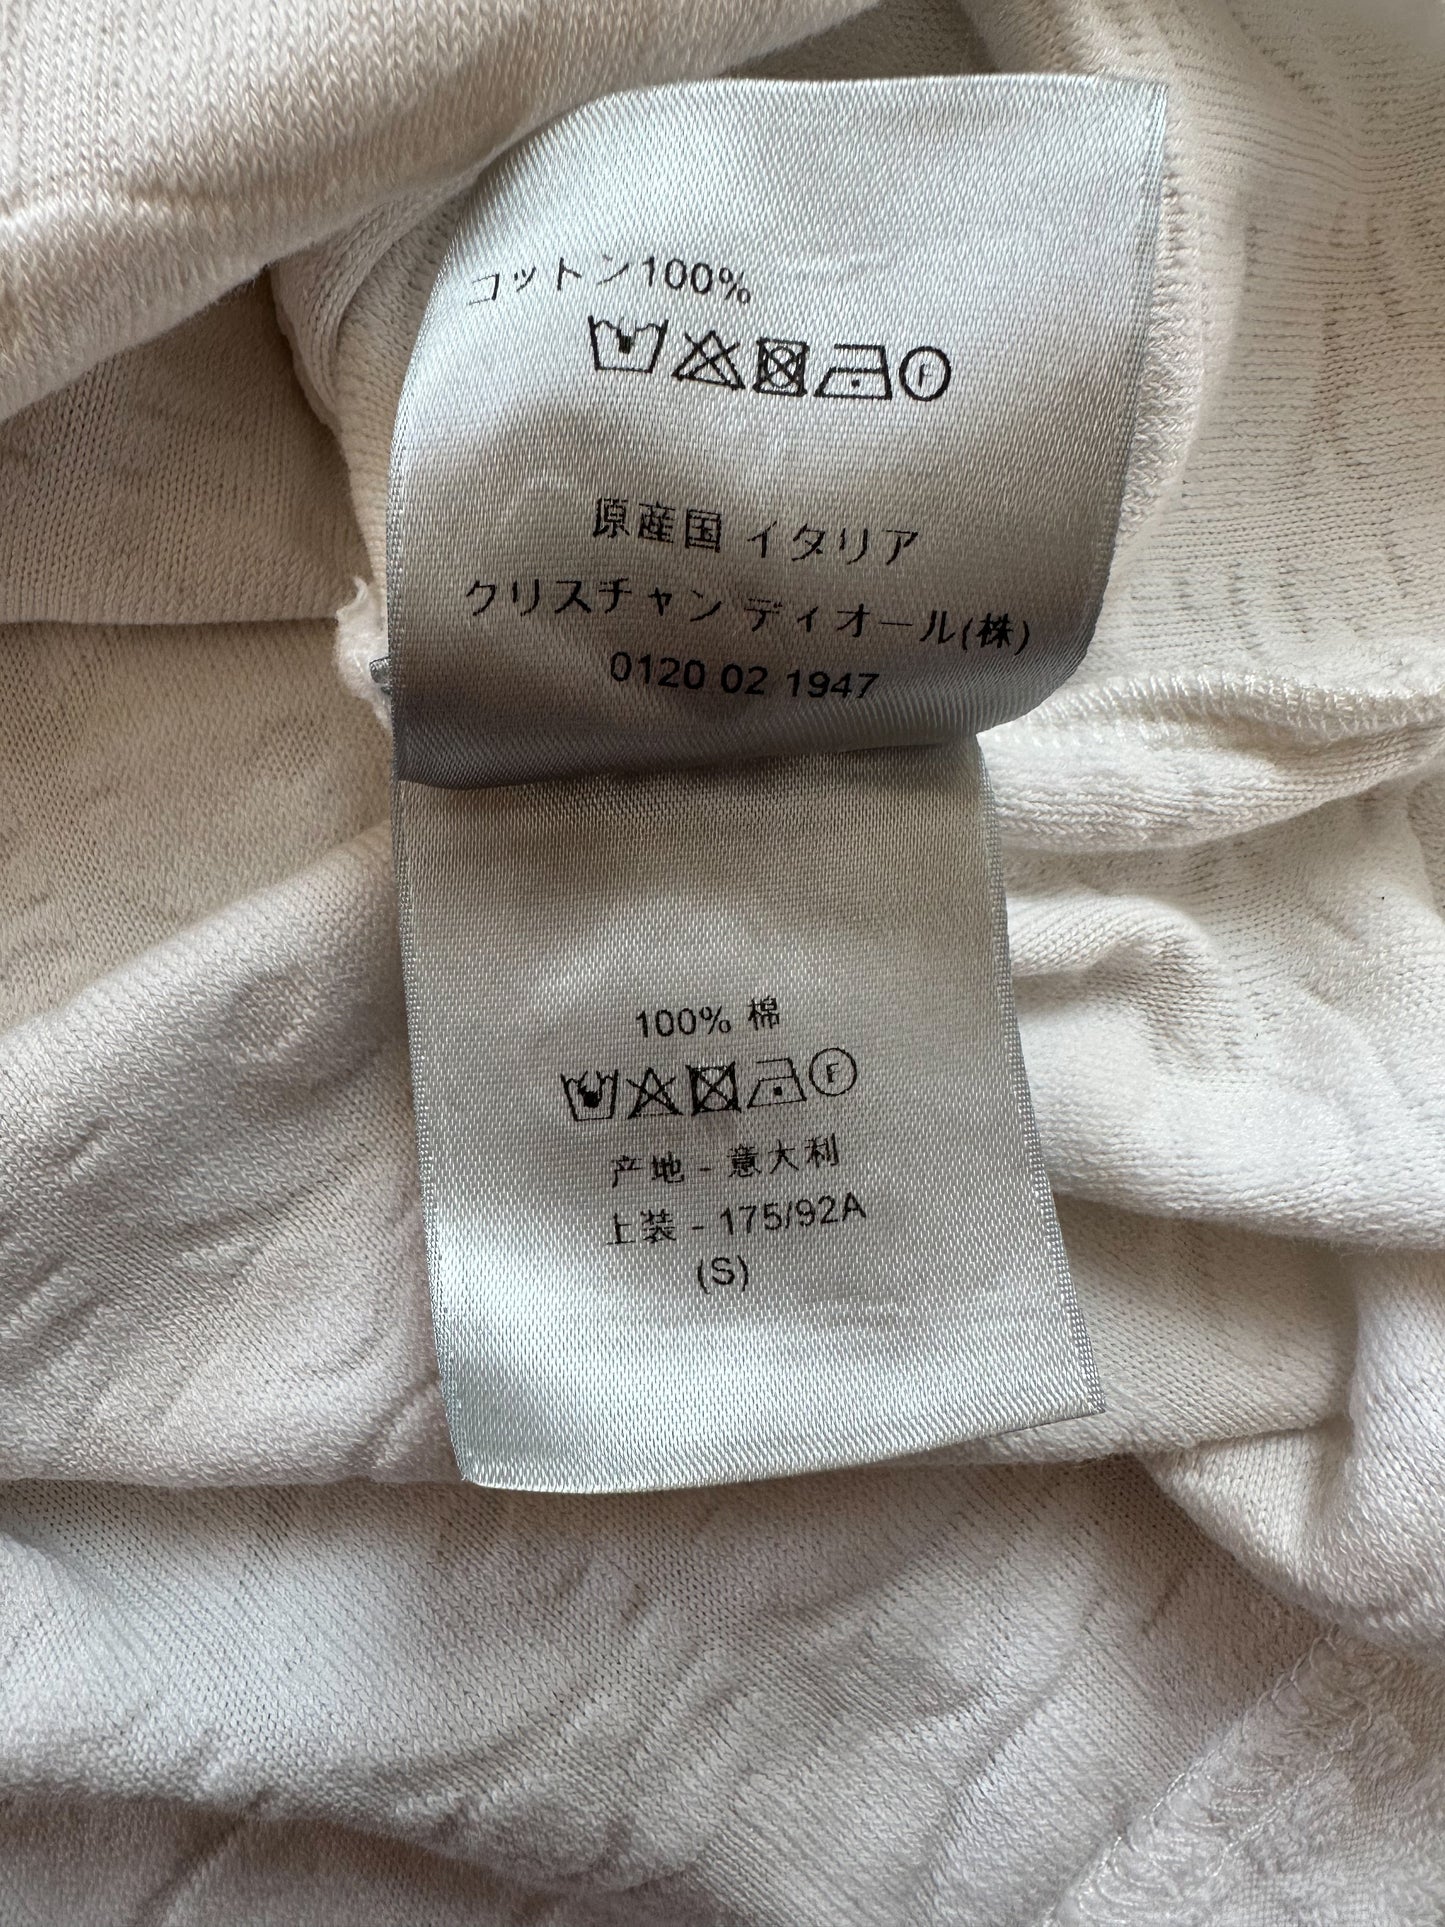 コットン100%
F
原産国 イタリア
クリスチャン ディオール(株)
0120 02 1947
100% 棉
F
产地 - 意大利
上装 - 175/92A
(S)